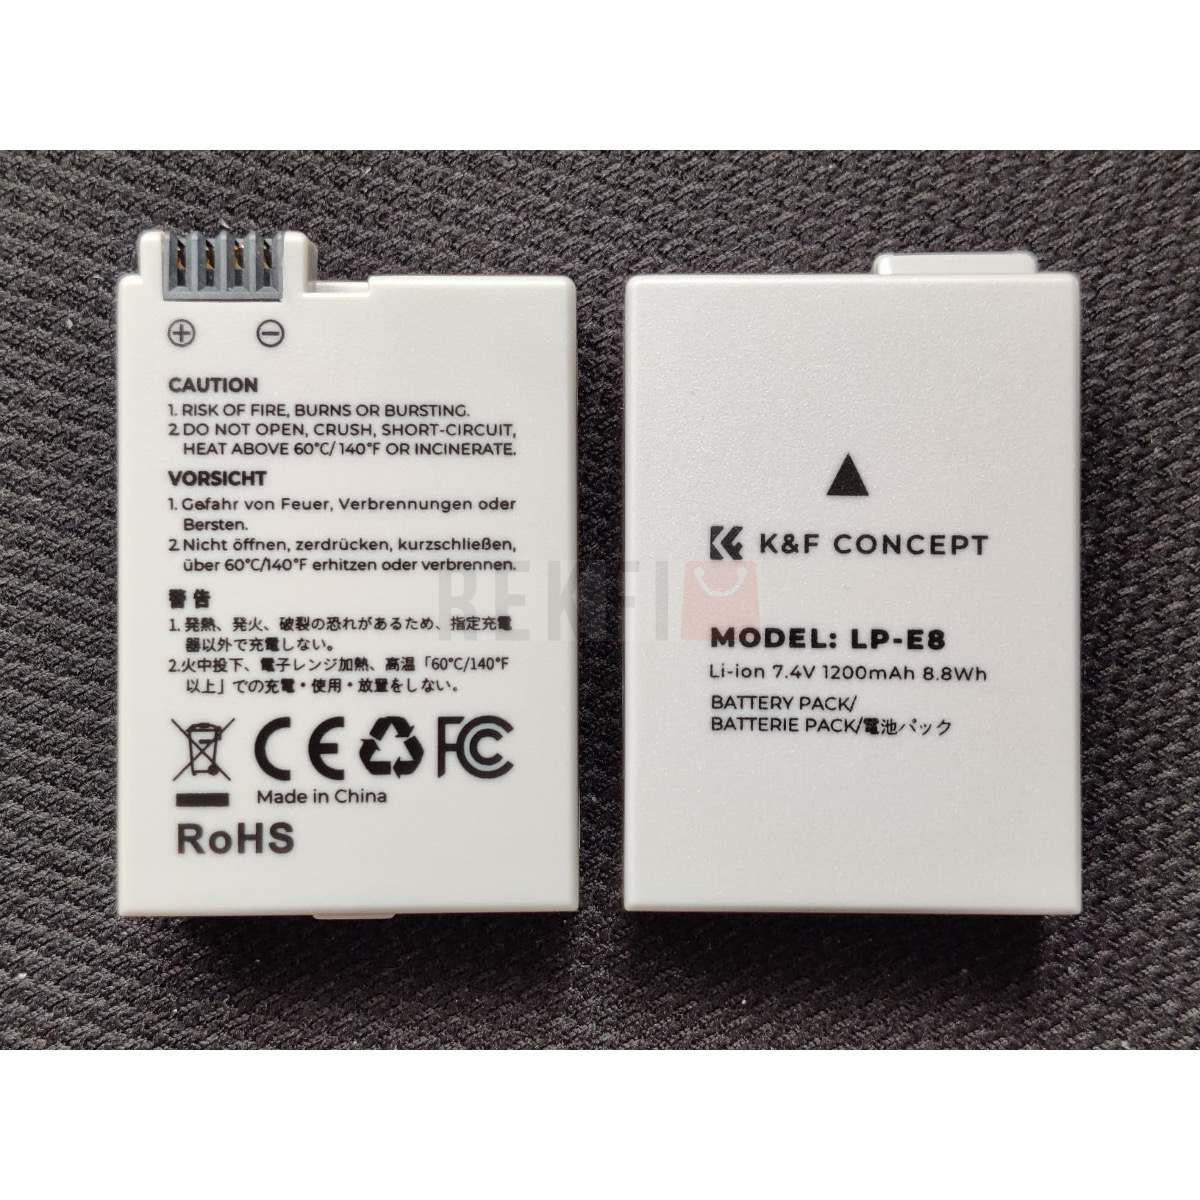 CAUTION
1. RISK OF FIRE, BURNS OR BURSTING.
2. DO NOT OPEN, CRUSH, SHORT-CIRCUIT,
HEAT ABOVE 60°C/ 140°F OR INCINERATE.
VORSICHT
1. Gefahr von Feuer, Verbrennungen oder
Bersten.
2. Nicht öffnen, zerdrücken, kurzschließen,
über 60°C/140°F erhitzen oder verbrennen.
警告
1. 発熱、発火、破裂の恐れがあるため、指定充電
器以外で充電しない。
2.火中投下、電子レンジ加熱、高温「60°C/140°F
以上」での充電・使用・放置をしない。
CE FC
Made in China
RoHS
K&F CONCEPT
MODEL: LP-E8
Li-ion 7.4V 1200mAh 8.8Wh
BATTERY PACK/
BATTERIE PACK/電池パック
REKFI